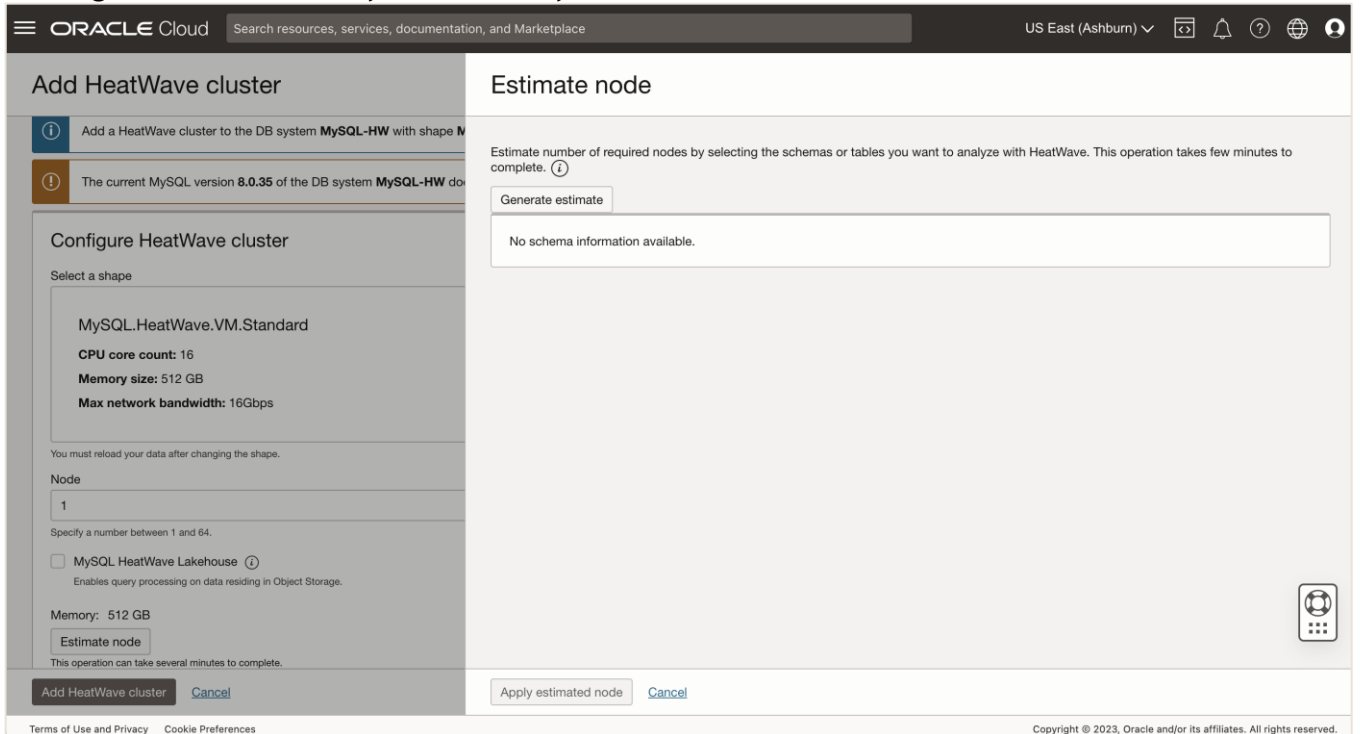 ORACLE Cloud
Search resources, services, documentation, and Marketplace
US East (Ashburn)
Add HeatWave cluster
Add a HeatWave cluster to the DB system MySQL-HW with shape
The current MySQL version 8.0.35 of the DB system MySQL-HW
Configure HeatWave cluster
Select a shape
MySQL.HeatWave.VM.Standard
CPU core count: 16
Memory size: 512 GB
Max network bandwidth: 16Gbps
You must reload your data after changing the shape.
Node
1
Specify a number between 1 and 64.
MySQL HeatWave Lakehouse
Enables query processing on data residing in Object Storage.
Memory: 512 GB
Estimate node
This operation can take several minutes to complete.
Add HeatWave cluster Cancel
Estimate node
Estimate number of required nodes by selecting the schemas or tables you want to analyze with HeatWave. This operation takes few minutes to
complete.
Generate estimate
No schema information available.
Apply estimated node Cancel
Terms of Use and Privacy Cookie Preferences
Copyright © 2023, Oracle and/or its affiliates. All rights reserved.